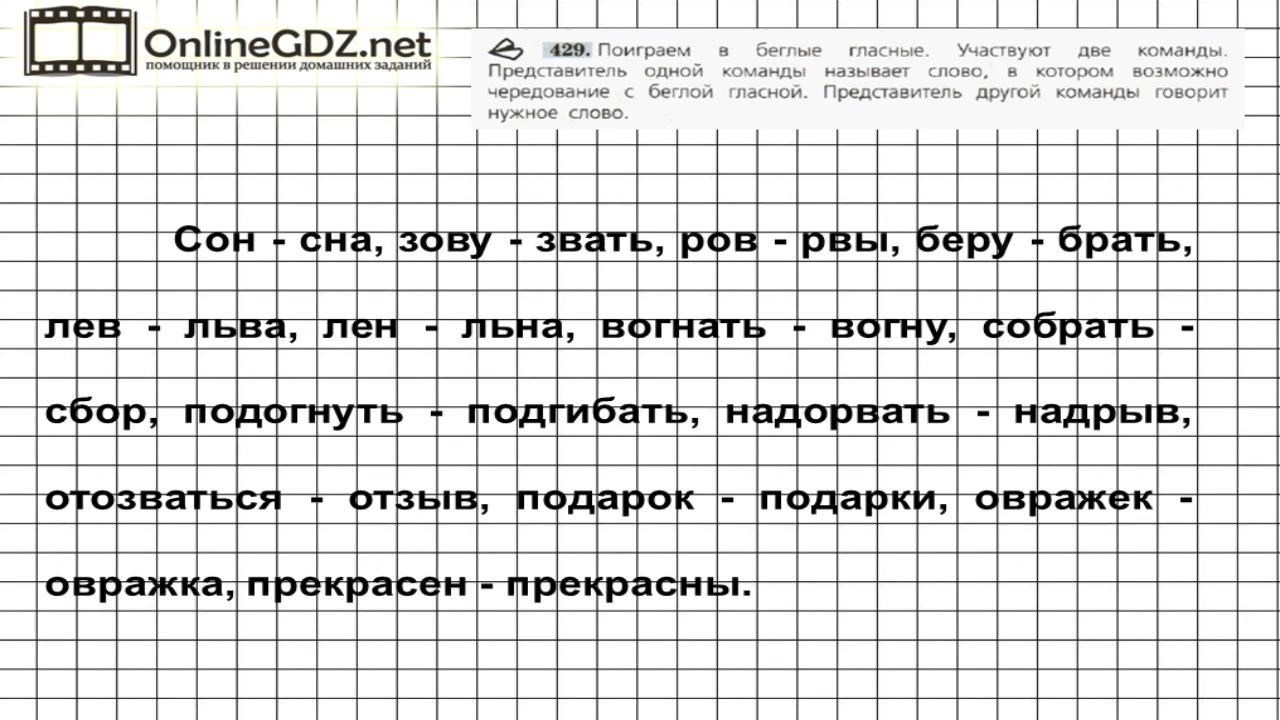 OnlineGDZ.net
помощник в решении домашних заданий
429. Поиграем в беглые гласные. Участвуют две команды.
Представитель одной команды называет слово, в котором возможно
чередование с беглой гласной. Представитель другой команды говорит
нужное слово.
Сон - сна, зову - звать, ров - рвы, беру - брать,
лев - льва, лен - льна, вогнать - вогну, собрать -
сбор, подогнуть - подгибать, надорвать - надрыв,
отозваться - отзыв, подарок - подарки, овражек -
овражка, прекрасен - прекрасны.